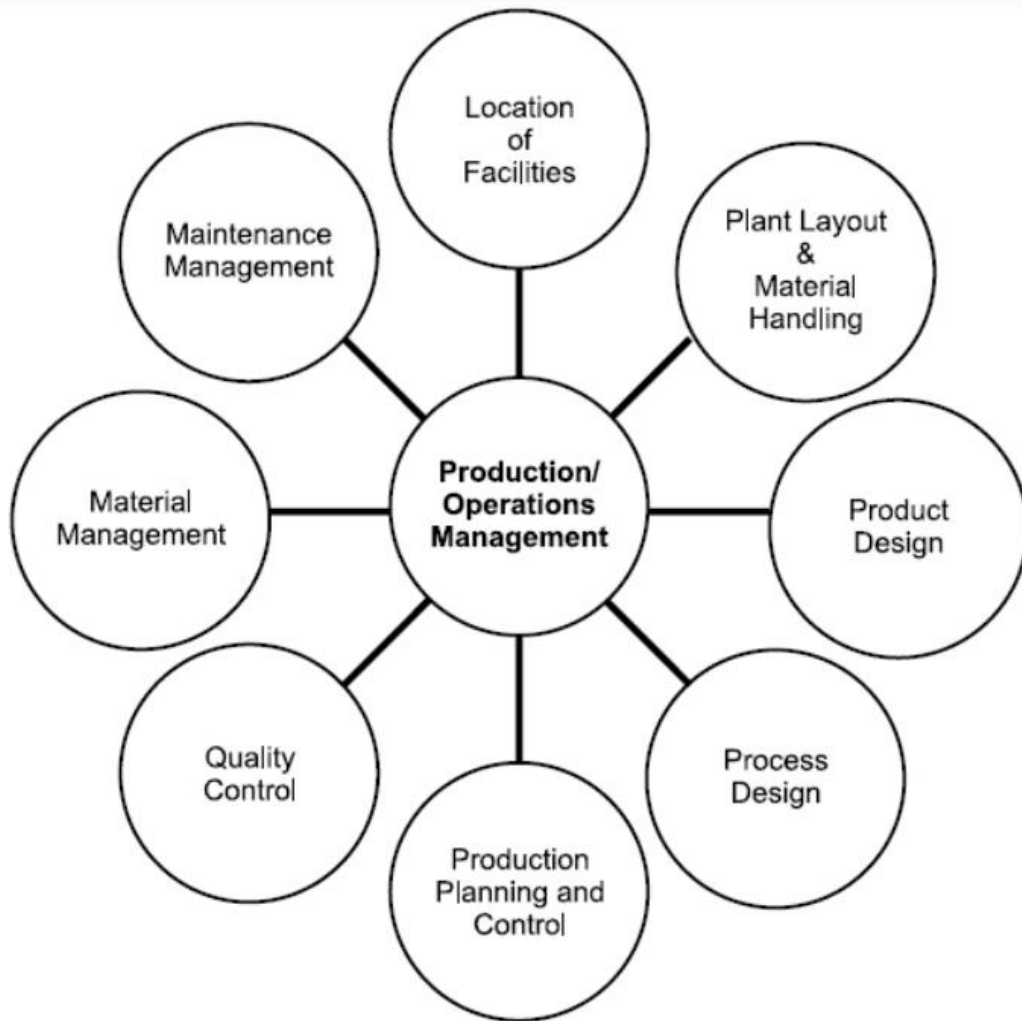 Location
of
Facilities
Plant Layout
&
Material
Handling
Product
Design
Process
Design
Production
Planning and
Control
Quality
Control
Material
Management
Maintenance
Management
Production/
Operations
Management